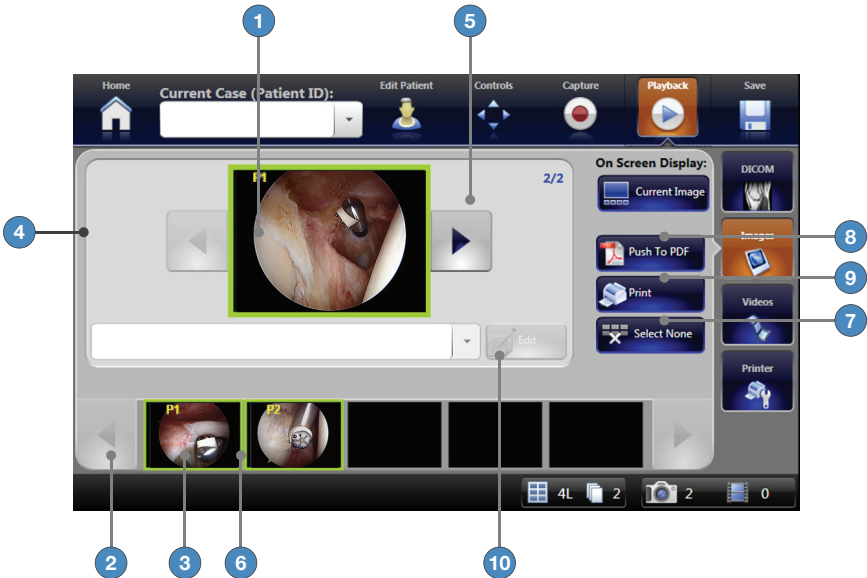 1
5
Home
Current Case (Patient ID):
Edit Patient
Controls
Capture
Playback
Save
On Screen Display:
DICOM
P1
2/2
Current Image
4
8
Images
Push To PDF
9
Print
Videos
7
Select None
Edit
Printer
P1
P2
4L
2
2
0
2
3
6
10